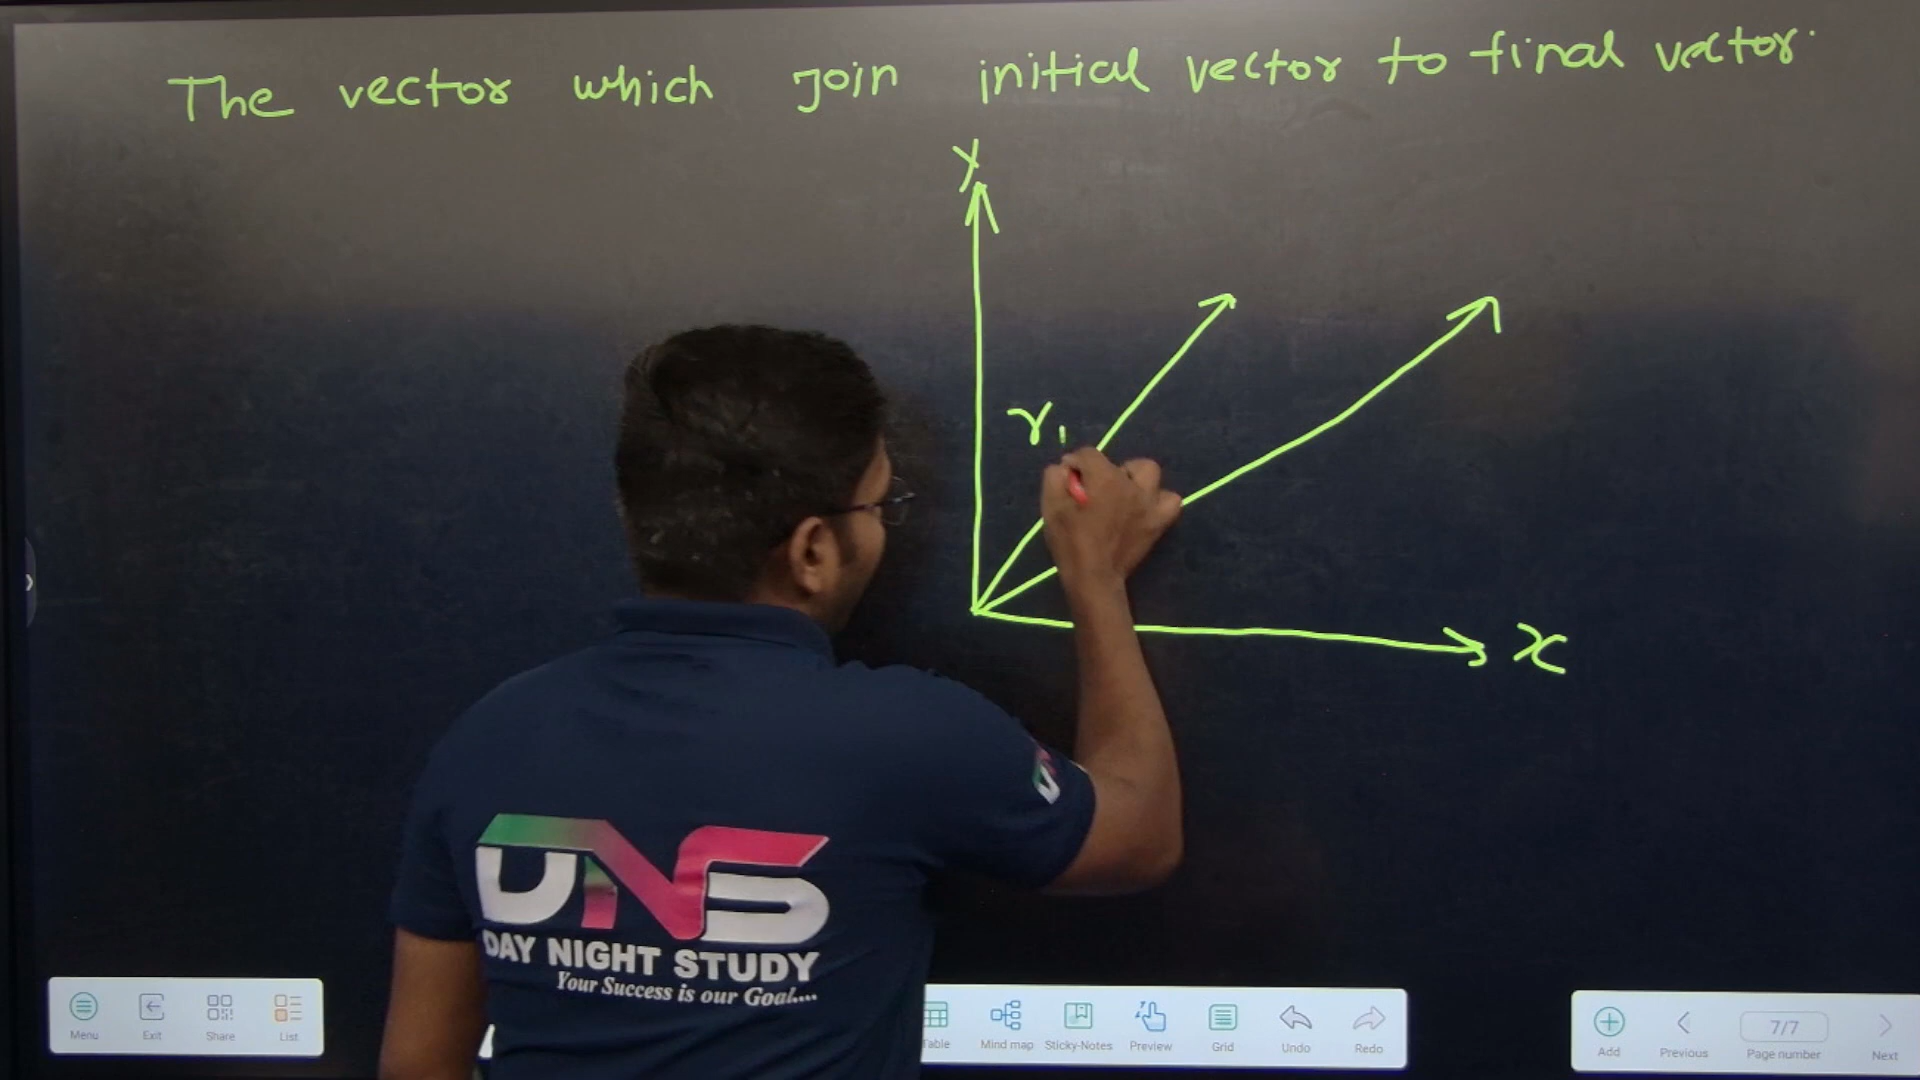 The vector which Join initial vector to final vector.
y
r1
x
DNS
DAY NIGHT STUDY
Your Success is our Goal....
Menu Exit Share List
Table Mind map Sticky-Notes Preview Grid Undo Redo
Add Previous 7/7 Page number Next